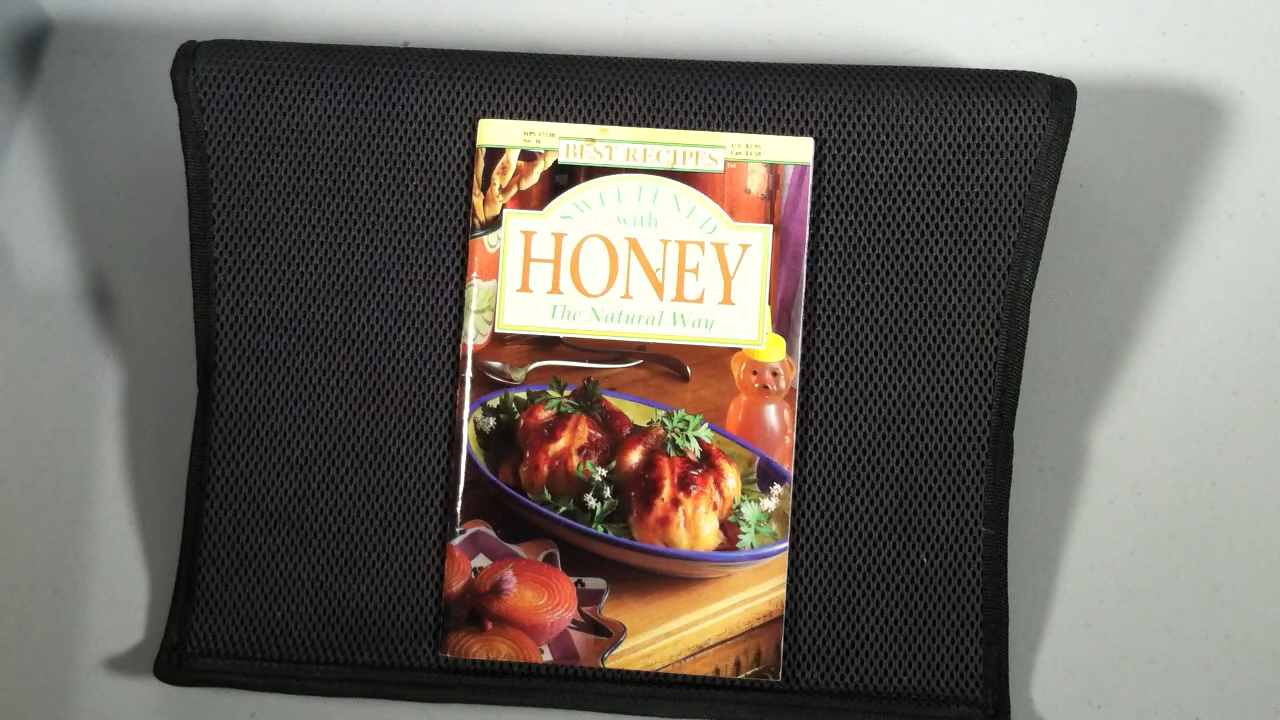 BEST RECIPES
SWEETENED
with
HONEY
The Natural Way